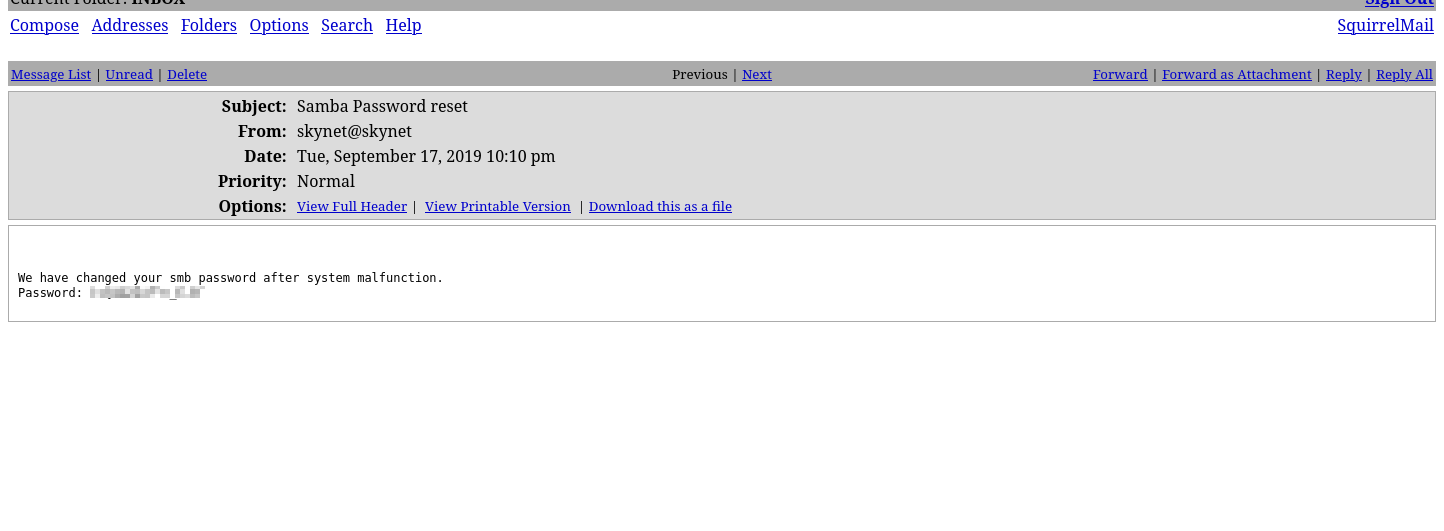 Current Folder: INBOX Sign Out
Compose Addresses Folders Options Search Help SquirrelMail
Message List | Unread | Delete Previous | Next Forward | Forward as Attachment | Reply | Reply All
Subject: Samba Password reset
From: skynet@skynet
Date: Tue, September 17, 2019 10:10 pm
Priority: Normal
Options: View Full Header | View Printable Version | Download this as a file
We have changed your smb password after system malfunction.
Password: